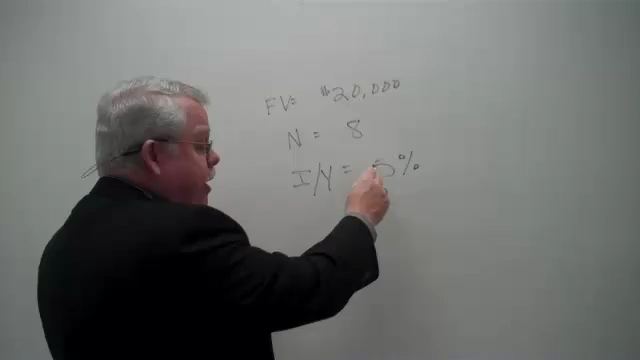 FV= $20,000
N = 8
I/Y = 5%